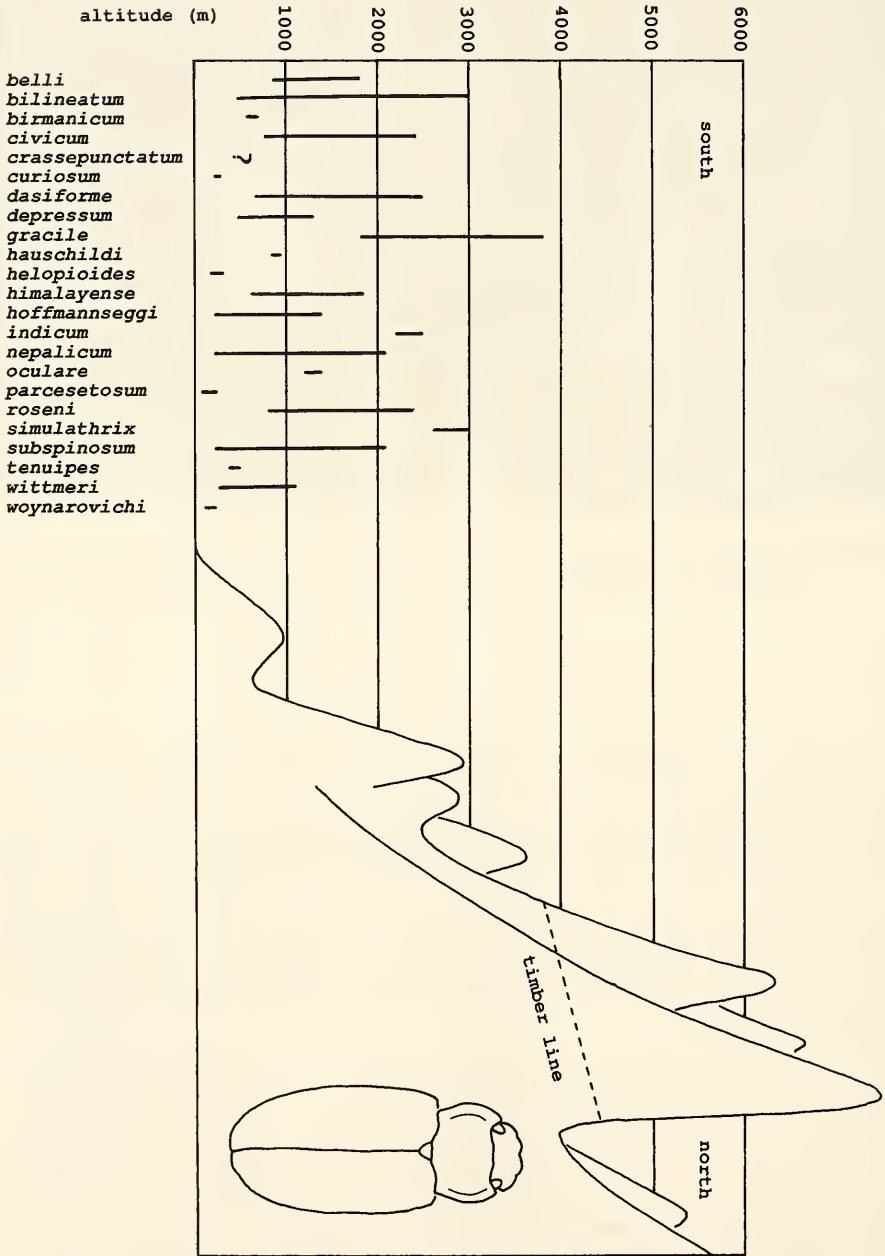 altitude (m)
1000
2000
3000
4000
5000
6000
south
belli
bilineatum
birmanicum
civicum
crassepunctatum
?
curiosum
dasiforme
depressum
gracile
hauschildi
helopioides
himalayense
hoffmannseggi
indicum
nepalicum
oculare
parcesetosum
roseni
simulathrix
subspinosum
tenuipes
wittmeri
woynarovichi
timber line
north